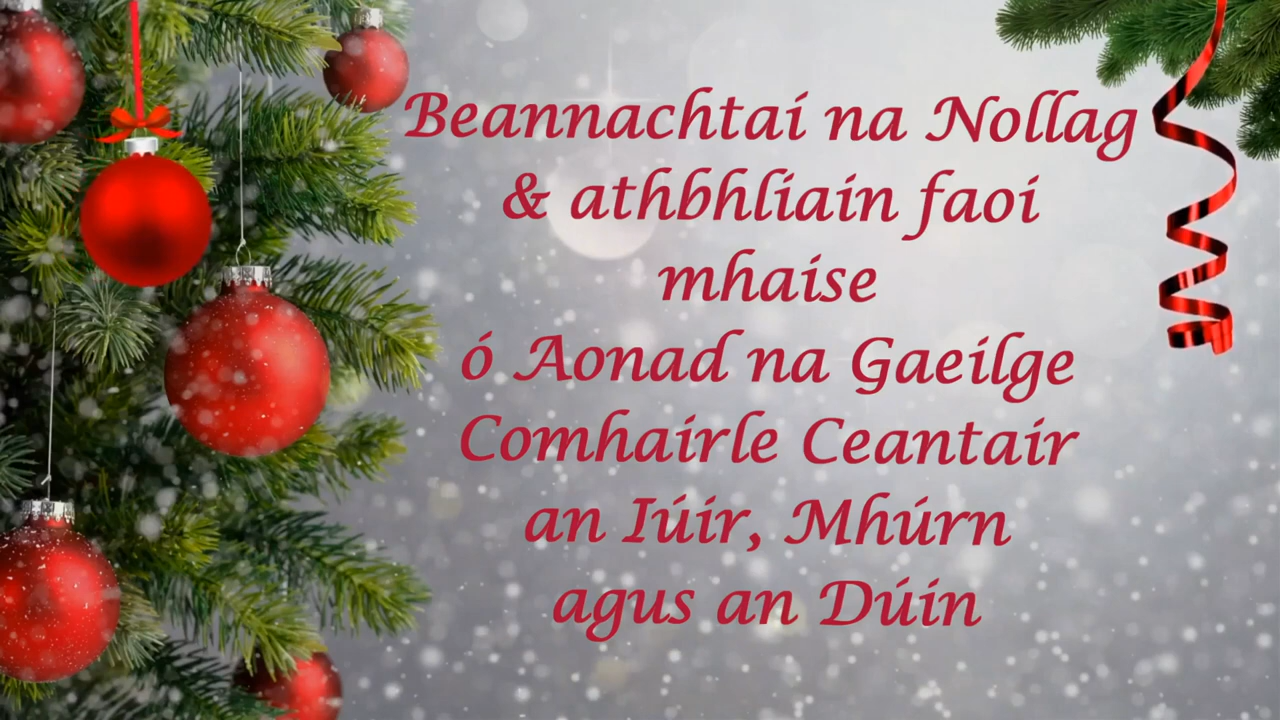 Beannachtaí na Nollag
& athbhliain faoi
mhaise
ó Aonad na Gaeilge
Comhairle Ceantair
an Iúir, Mhúrn
agus an Dúin